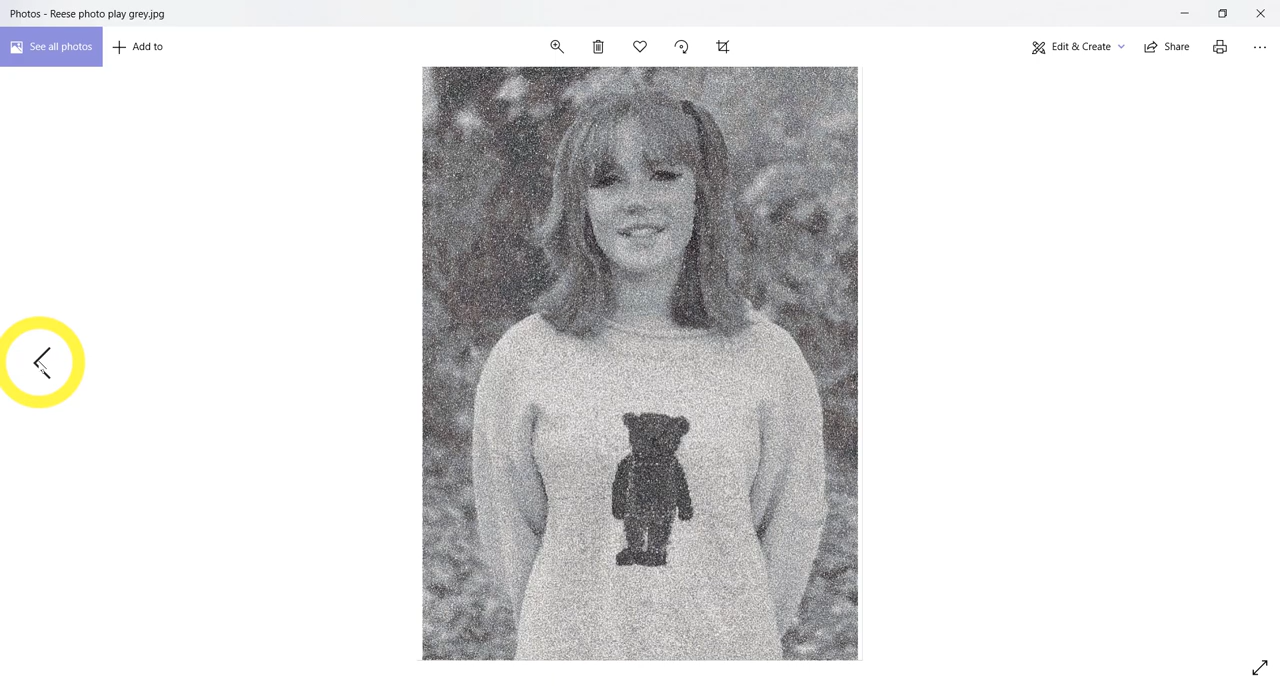 Photos - Reese photo play grey.jpg
See all photos
Add to
Edit & Create
Share